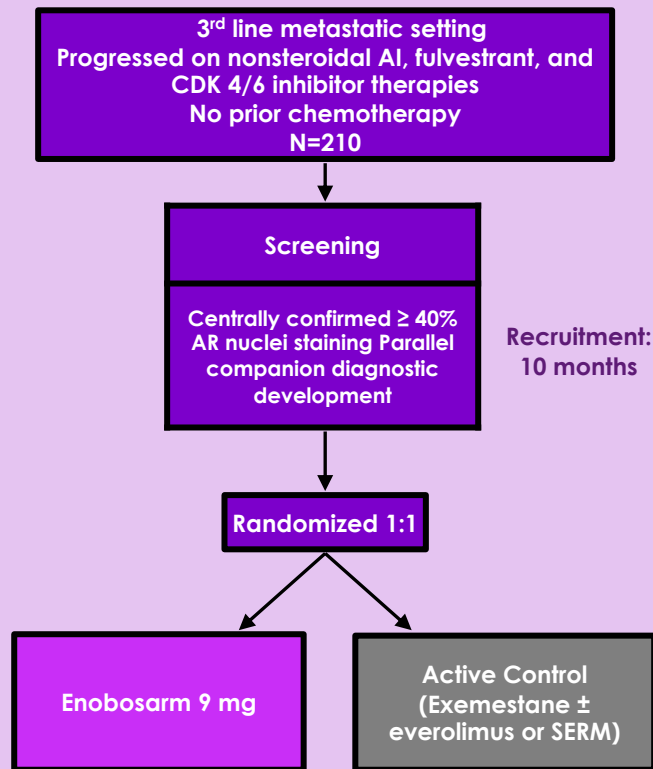 3rd line metastatic setting
Progressed on nonsteroidal AI, fulvestrant, and
CDK 4/6 inhibitor therapies
No prior chemotherapy
N=210
Screening
Centrally confirmed ≥ 40%
AR nuclei staining Parallel
companion diagnostic
development
Recruitment:
10 months
Randomized 1:1
Enobosarm 9 mg
Active Control
(Exemestane ±
everolimus or SERM)